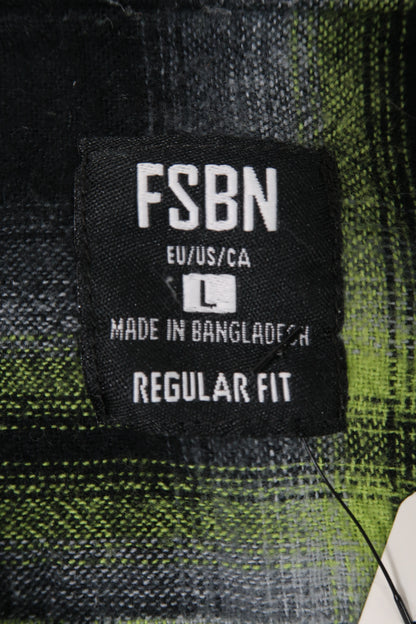 FSBN
EU/US/CA
L
MADE IN BANGLADESH
REGULAR FIT